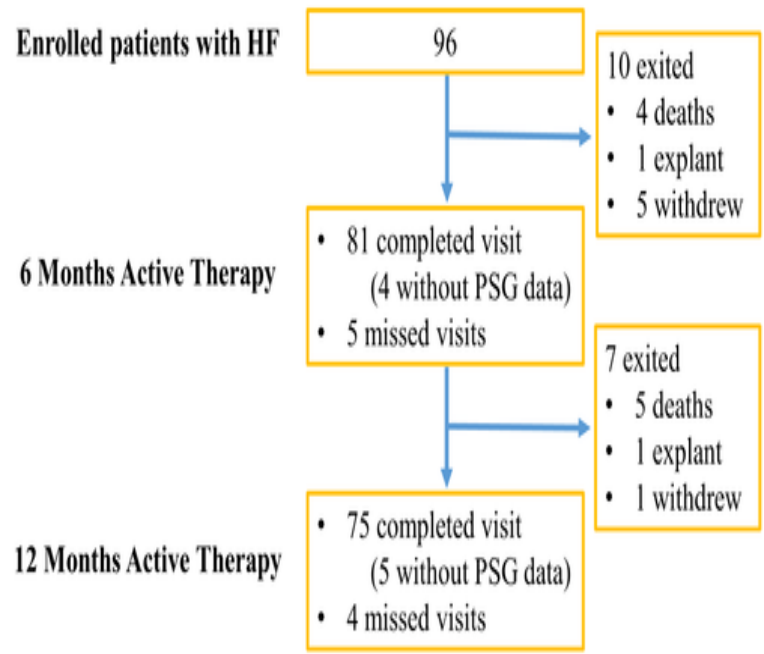 Enrolled patients with HF
96
10 exited
• 4 deaths
• 1 explant
• 5 withdrew
6 Months Active Therapy
• 81 completed visit
(4 without PSG data)
• 5 missed visits
7 exited
• 5 deaths
• 1 explant
• 1 withdrew
12 Months Active Therapy
• 75 completed visit
(5 without PSG data)
• 4 missed visits